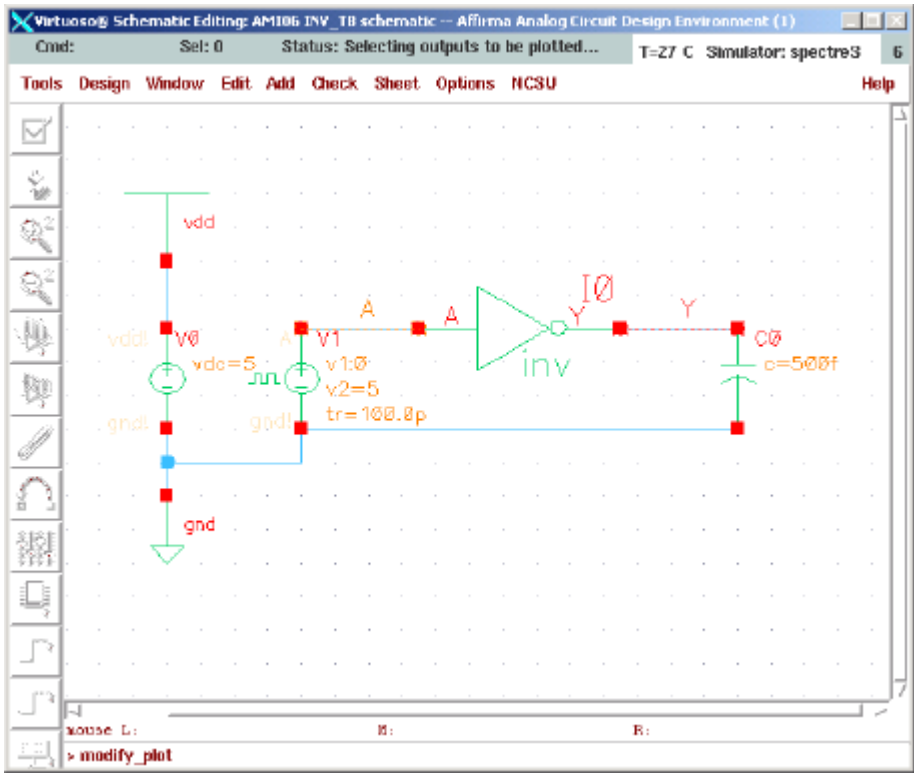 Virtuoso® Schematic Editing: AMI06 INV_TB schematic -- Affirma Analog Circuit Design Environment (1)
Cmd: Sel: 0 Status: Selecting outputs to be plotted... T=27 C Simulator: spectreS 6
Tools Design Window Edit Add Check Sheet Options NCSU Help
vdd
I0
A A Y Y
vdd! V0 A V1 C0
vdc=5 v1:0 inv c=500f
v2=5
gnd! gnd! tr=100.0p
gnd
mouse L: M: R:
> modify_plot